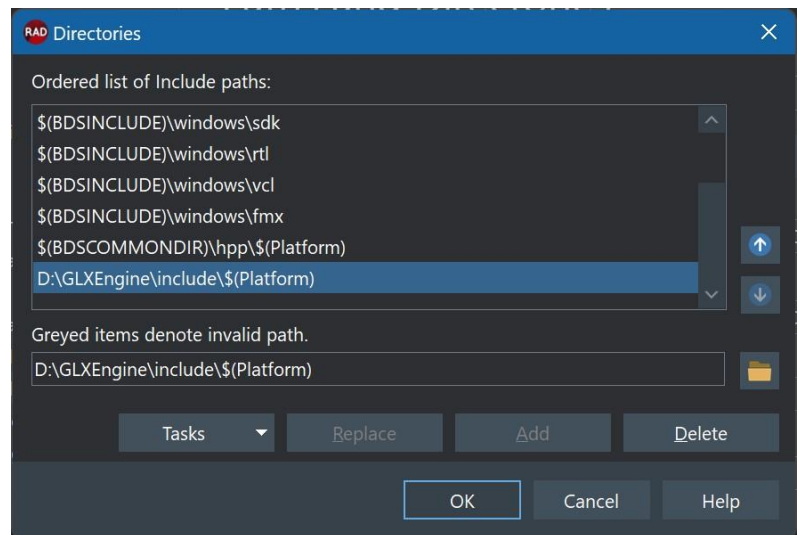 RAD Directories
Ordered list of Include paths:
$(BDSINCLUDE)\windows\sdk
$(BDSINCLUDE)\windows\rtl
$(BDSINCLUDE)\windows\vcl
$(BDSINCLUDE)\windows\fmx
$(BDSCOMMONDIR)\hpp\$(Platform)
D:\GLXEngine\include\$(Platform)
Greyed items denote invalid path.
D:\GLXEngine\include\$(Platform)
Tasks Replace Add Delete
OK Cancel Help